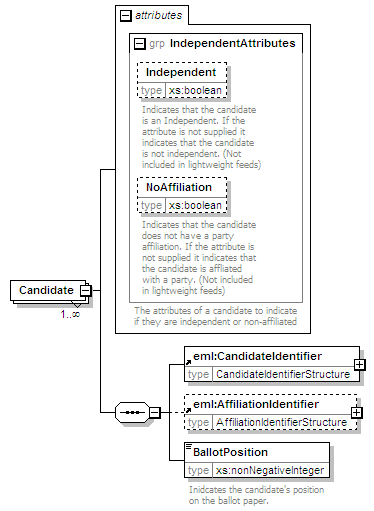 attributes
grp IndependentAttributes
Independent
type xs:boolean
Indicates that the candidate
is an Independent. If the
attribute is not supplied it
indicates that the candidate
is not independent. (Not
included in lightweight feeds)
NoAffiliation
type xs:boolean
Indicates that the candidate
does not have a party
affiliation. If the attribute is
not supplied it indicates that
the candidate is affliated
with a party. (Not included
in lightweight feeds)
The attributes of a candidate to indicate
if they are independent or non-affiliated
Candidate
1..∞
eml:CandidateIdentifier
type CandidateIdentifierStructure
eml:AffiliationIdentifier
type AffiliationIdentifierStructure
BallotPosition
type xs:nonNegativeInteger
Inidcates the candidate's position
on the ballot paper.